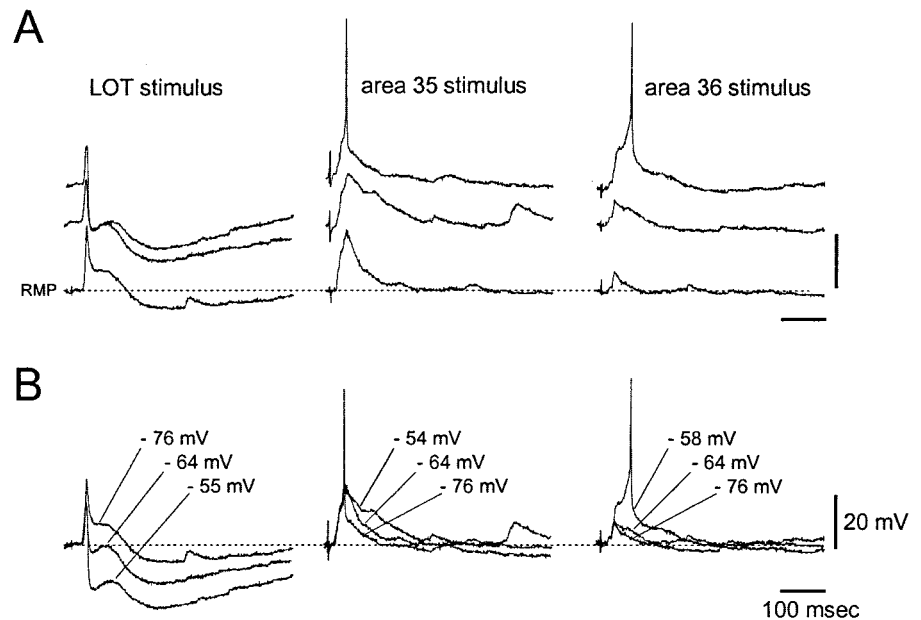 A
LOT stimulus
area 35 stimulus
area 36 stimulus
RMP
B
- 76 mV
- 64 mV
- 55 mV
- 54 mV
- 64 mV
- 76 mV
- 58 mV
- 64 mV
- 76 mV
20 mV
100 msec